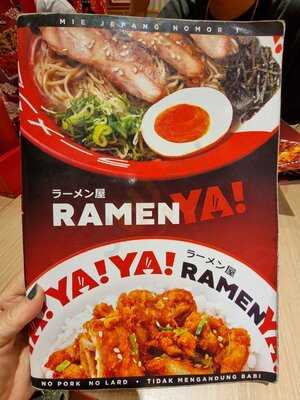 MIE JEPANG NOMOR 1
ラーメン屋
RAMENYA!
YA! YA!
ラーメン屋
RAMENYA
NO PORK NO LARD • TIDAK MENGANDUNG BABI